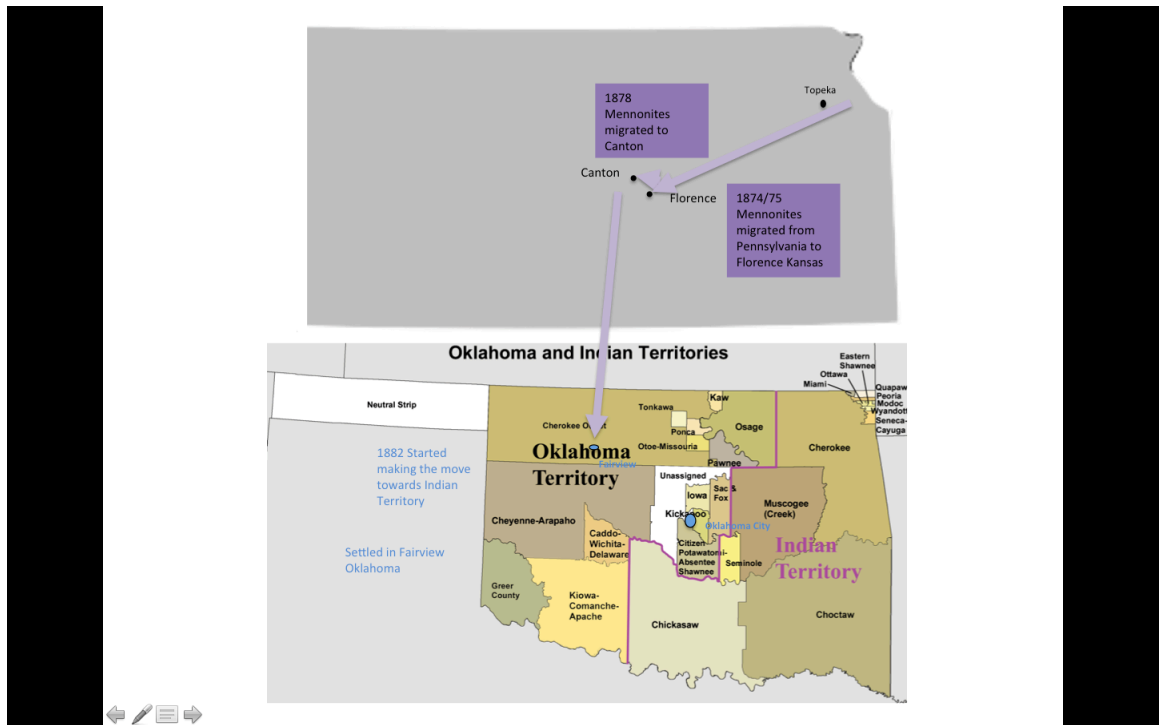 Topeka
1878
Mennonites
migrated to
Canton
Canton
Florence
1874/75
Mennonites
migrated from
Pennsylvania to
Florence Kansas
Oklahoma and Indian Territories
Eastern
Shawnee
Ottawa
Miami
Quapaw
Peoria
Modoc
Wyandott
Seneca-
Cayuga
Neutral Strip
Kaw
Tonkawa
Osage
Cherokee
Ponca
Otoe-Missouria
Cherokee
Pawnee
Oklahoma
Territory
Fairview
1882 Started
making the move
towards Indian
Territory
Unassigned
Iowa
Sac &
Fox
Muscogee
(Creek)
Kickapoo
Oklahoma City
Cheyenne-Arapaho
Caddo-
Wichita-
Delaware
Citizen
Potawatomi-
Absentee
Shawnee
Seminole
Indian
Territory
Settled in Fairview
Oklahoma
Greer
County
Kiowa-
Comanche-
Apache
Chickasaw
Choctaw